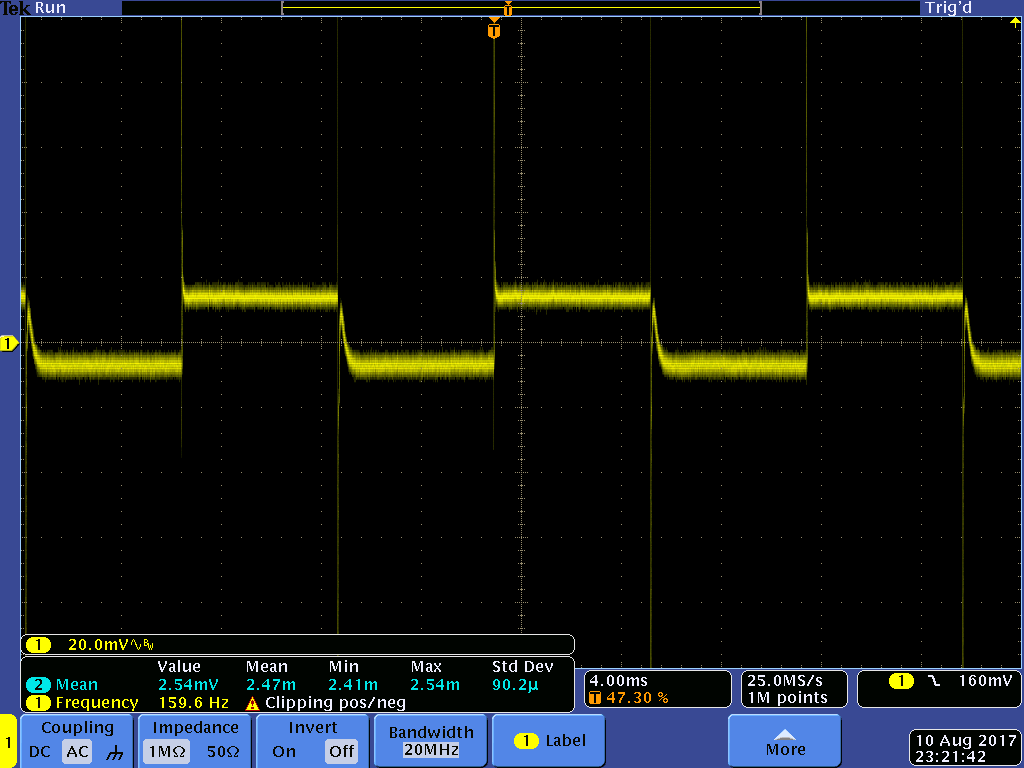 Tek Run Trig'd
T
T
1
1 20.0mV∿Bw
Value Mean Min Max Std Dev
2 Mean 2.54mV 2.47m 2.41m 2.54m 90.2µ
1 Frequency 159.6 Hz Clipping pos/neg
4.00ms
T 47.30 %
25.0MS/s
1M points
1 160mV
1
Coupling
DC AC
Impedance
1MΩ 50Ω
Invert
On Off
Bandwidth
20MHz
1 Label
More
10 Aug 2017
23:21:42